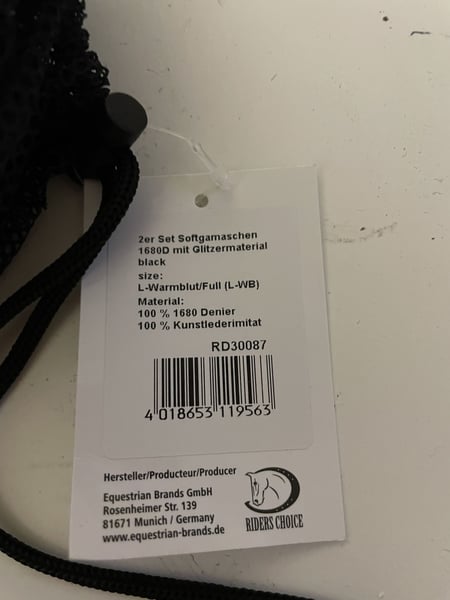 2er Set Softgamaschen
1680D mit Glitzermaterial
black
size:
L-Warmblut/Full (L-WB)
Material:
100 % 1680 Denier
100 % Kunstlederimitat
RD30087
4 018653 119563
Hersteller/Producteur/Producer
Equestrian Brands GmbH
Rosenheimer Str. 139
81671 Munich / Germany
www.equestrian-brands.de
RIDERS CHOICE